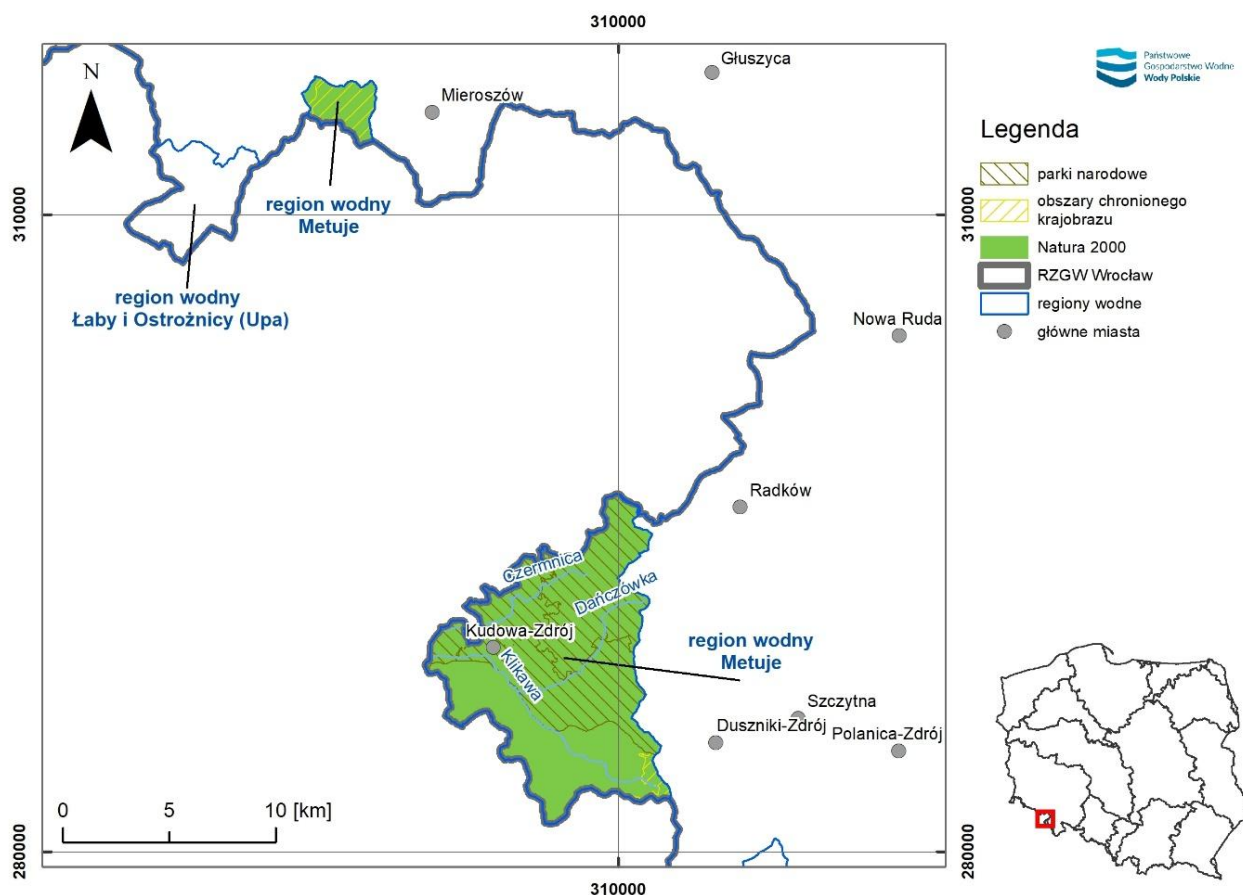 310000
N
Głuszyca
Mieroszów
region wodny
Metuje
310000
310000
region wodny
Łaby i Ostrożnicy (Upa)
Nowa Ruda
Radków
Czermnica
Dańczówka
Kudowa-Zdrój
Klikawa
region wodny
Metuje
Szczytna
Duszniki-Zdrój
Polanica-Zdrój
0 5 10 [km]
280000
280000
310000
Państwowe
Gospodarstwo Wodne
Wody Polskie
Legenda
parki narodowe
obszary chronionego
krajobrazu
Natura 2000
RZGW Wrocław
regiony wodne
główne miasta